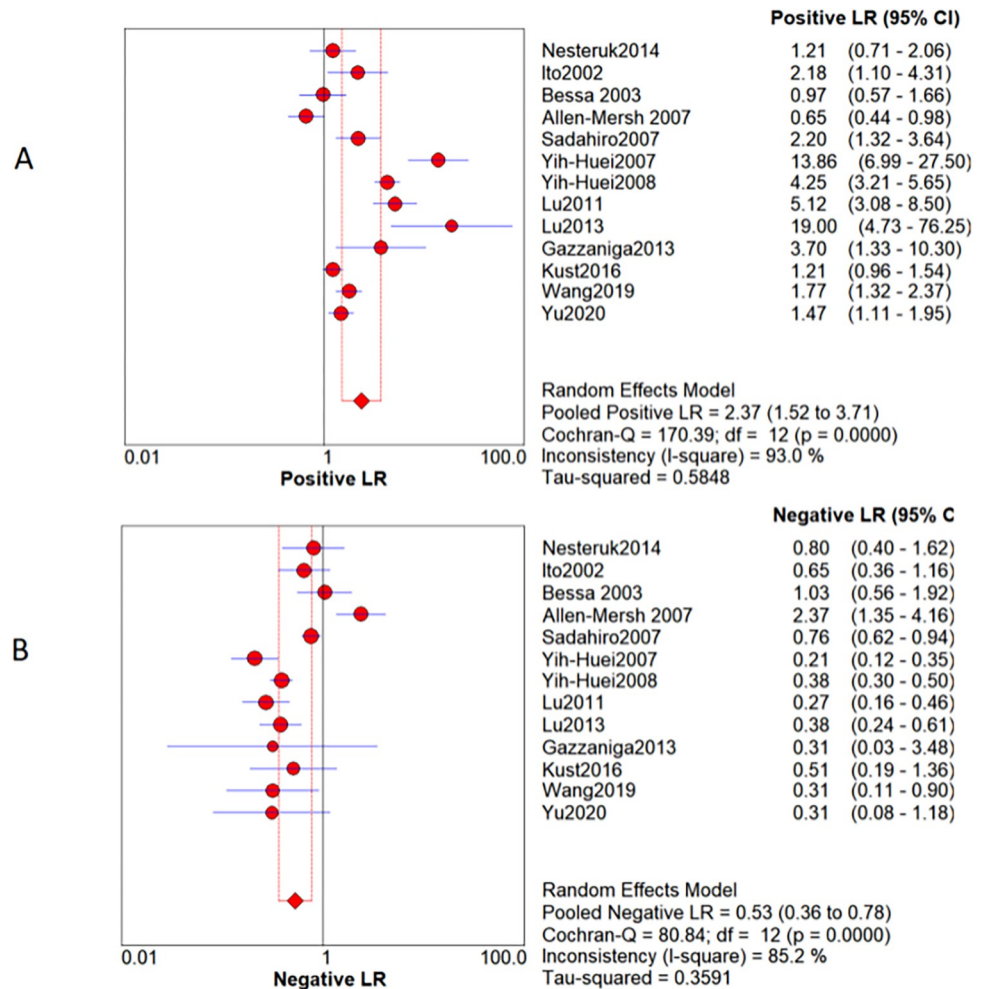 A
Positive LR (95% CI)
Nesteruk2014 1.21 (0.71 - 2.06)
Ito2002 2.18 (1.10 - 4.31)
Bessa 2003 0.97 (0.57 - 1.66)
Allen-Mersh 2007 0.65 (0.44 - 0.98)
Sadahiro2007 2.20 (1.32 - 3.64)
Yih-Huei2007 13.86 (6.99 - 27.50)
Yih-Huei2008 4.25 (3.21 - 5.65)
Lu2011 5.12 (3.08 - 8.50)
Lu2013 19.00 (4.73 - 76.25)
Gazzaniga2013 3.70 (1.33 - 10.30)
Kust2016 1.21 (0.96 - 1.54)
Wang2019 1.77 (1.32 - 2.37)
Yu2020 1.47 (1.11 - 1.95)
Random Effects Model
Pooled Positive LR = 2.37 (1.52 to 3.71)
Cochran-Q = 170.39; df = 12 (p = 0.0000)
Inconsistency (I-square) = 93.0 %
Tau-squared = 0.5848
0.01 1 100.0
Positive LR
B
Negative LR (95% C
Nesteruk2014 0.80 (0.40 - 1.62)
Ito2002 0.65 (0.36 - 1.16)
Bessa 2003 1.03 (0.56 - 1.92)
Allen-Mersh 2007 2.37 (1.35 - 4.16)
Sadahiro2007 0.76 (0.62 - 0.94)
Yih-Huei2007 0.21 (0.12 - 0.35)
Yih-Huei2008 0.38 (0.30 - 0.50)
Lu2011 0.27 (0.16 - 0.46)
Lu2013 0.38 (0.24 - 0.61)
Gazzaniga2013 0.31 (0.03 - 3.48)
Kust2016 0.51 (0.19 - 1.36)
Wang2019 0.31 (0.11 - 0.90)
Yu2020 0.31 (0.08 - 1.18)
Random Effects Model
Pooled Negative LR = 0.53 (0.36 to 0.78)
Cochran-Q = 80.84; df = 12 (p = 0.0000)
Inconsistency (I-square) = 85.2 %
Tau-squared = 0.3591
0.01 1 100.0
Negative LR